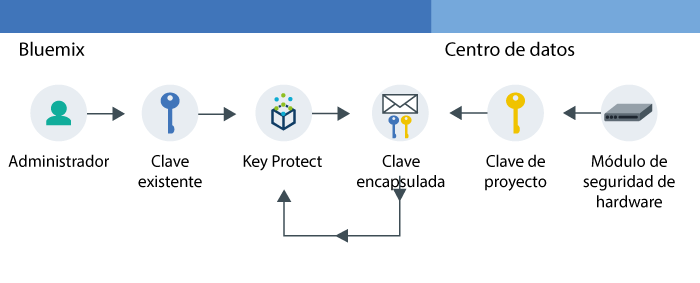 Bluemix
Centro de datos
Administrador
Clave
existente
Key Protect
Clave
encapsulada
Clave de
proyecto
Módulo de
seguridad de
hardware